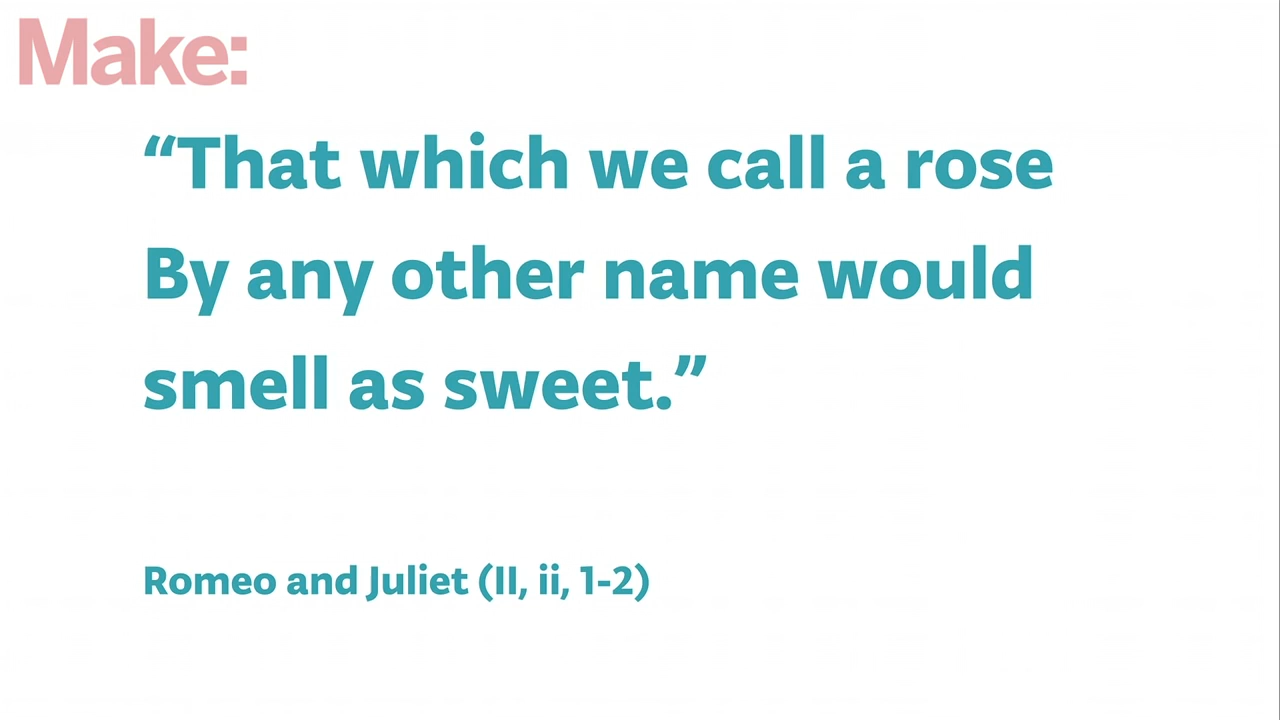 Make:
“That which we call a rose
By any other name would
smell as sweet.”
Romeo and Juliet (II, ii, 1-2)